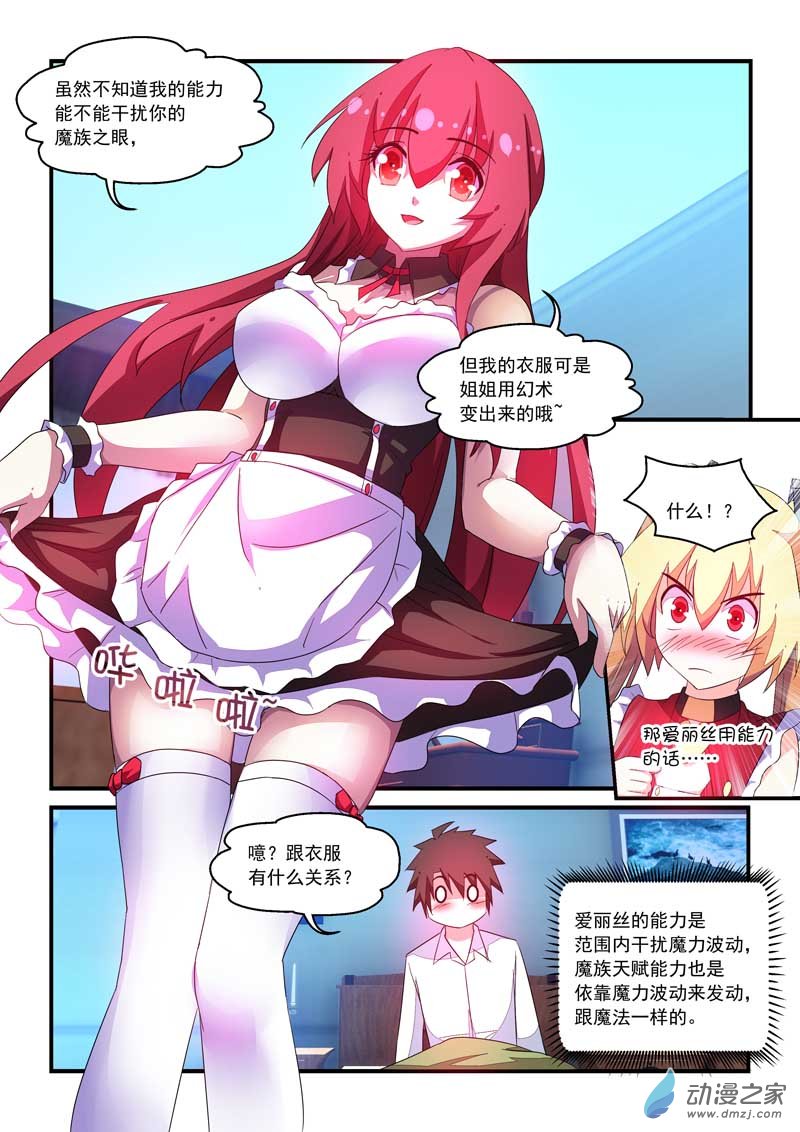 虽然不知道我的能力
能不能干扰你的
魔族之眼，
但我的衣服可是
姐姐用幻术
变出来的哦~
什么！？
那爱丽丝用能力
的话……
哗啦啦~
噫？跟衣服
有什么关系？
爱丽丝的能力是
范围内干扰魔力波动，
魔族天赋能力也是
依靠魔力波动来发动，
跟魔法一样的。
动漫之家
www.dmzj.com